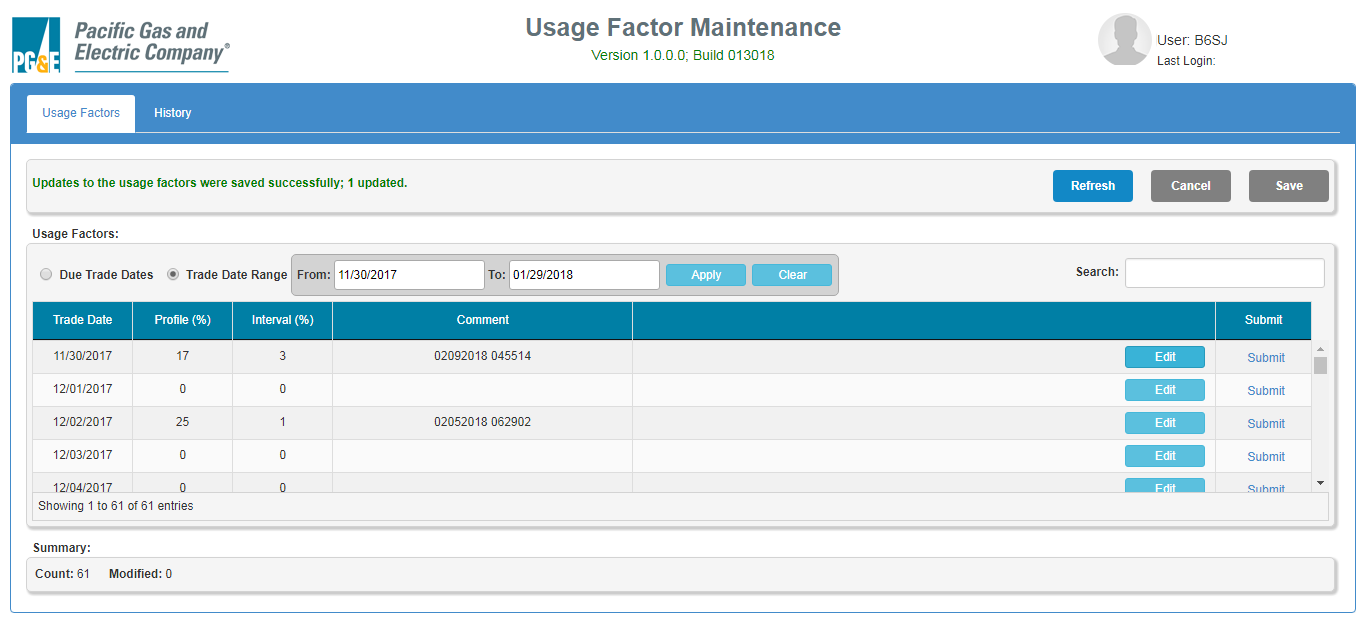 PG&E Pacific Gas and
Electric Company®
Usage Factor Maintenance
Version 1.0.0.0; Build 013018
User: B6SJ
Last Login:
Usage Factors History
Updates to the usage factors were saved successfully; 1 updated. Refresh Cancel Save
Usage Factors:
Due Trade Dates Trade Date Range From: 11/30/2017 To: 01/29/2018 Apply Clear Search:
Trade Date Profile (%) Interval (%) Comment Submit
11/30/2017 17 3 02092018 045514 Edit Submit
12/01/2017 0 0 Edit Submit
12/02/2017 25 1 02052018 062902 Edit Submit
12/03/2017 0 0 Edit Submit
12/04/2017 0 0 Edit Submit
Showing 1 to 61 of 61 entries
Summary:
Count: 61 Modified: 0